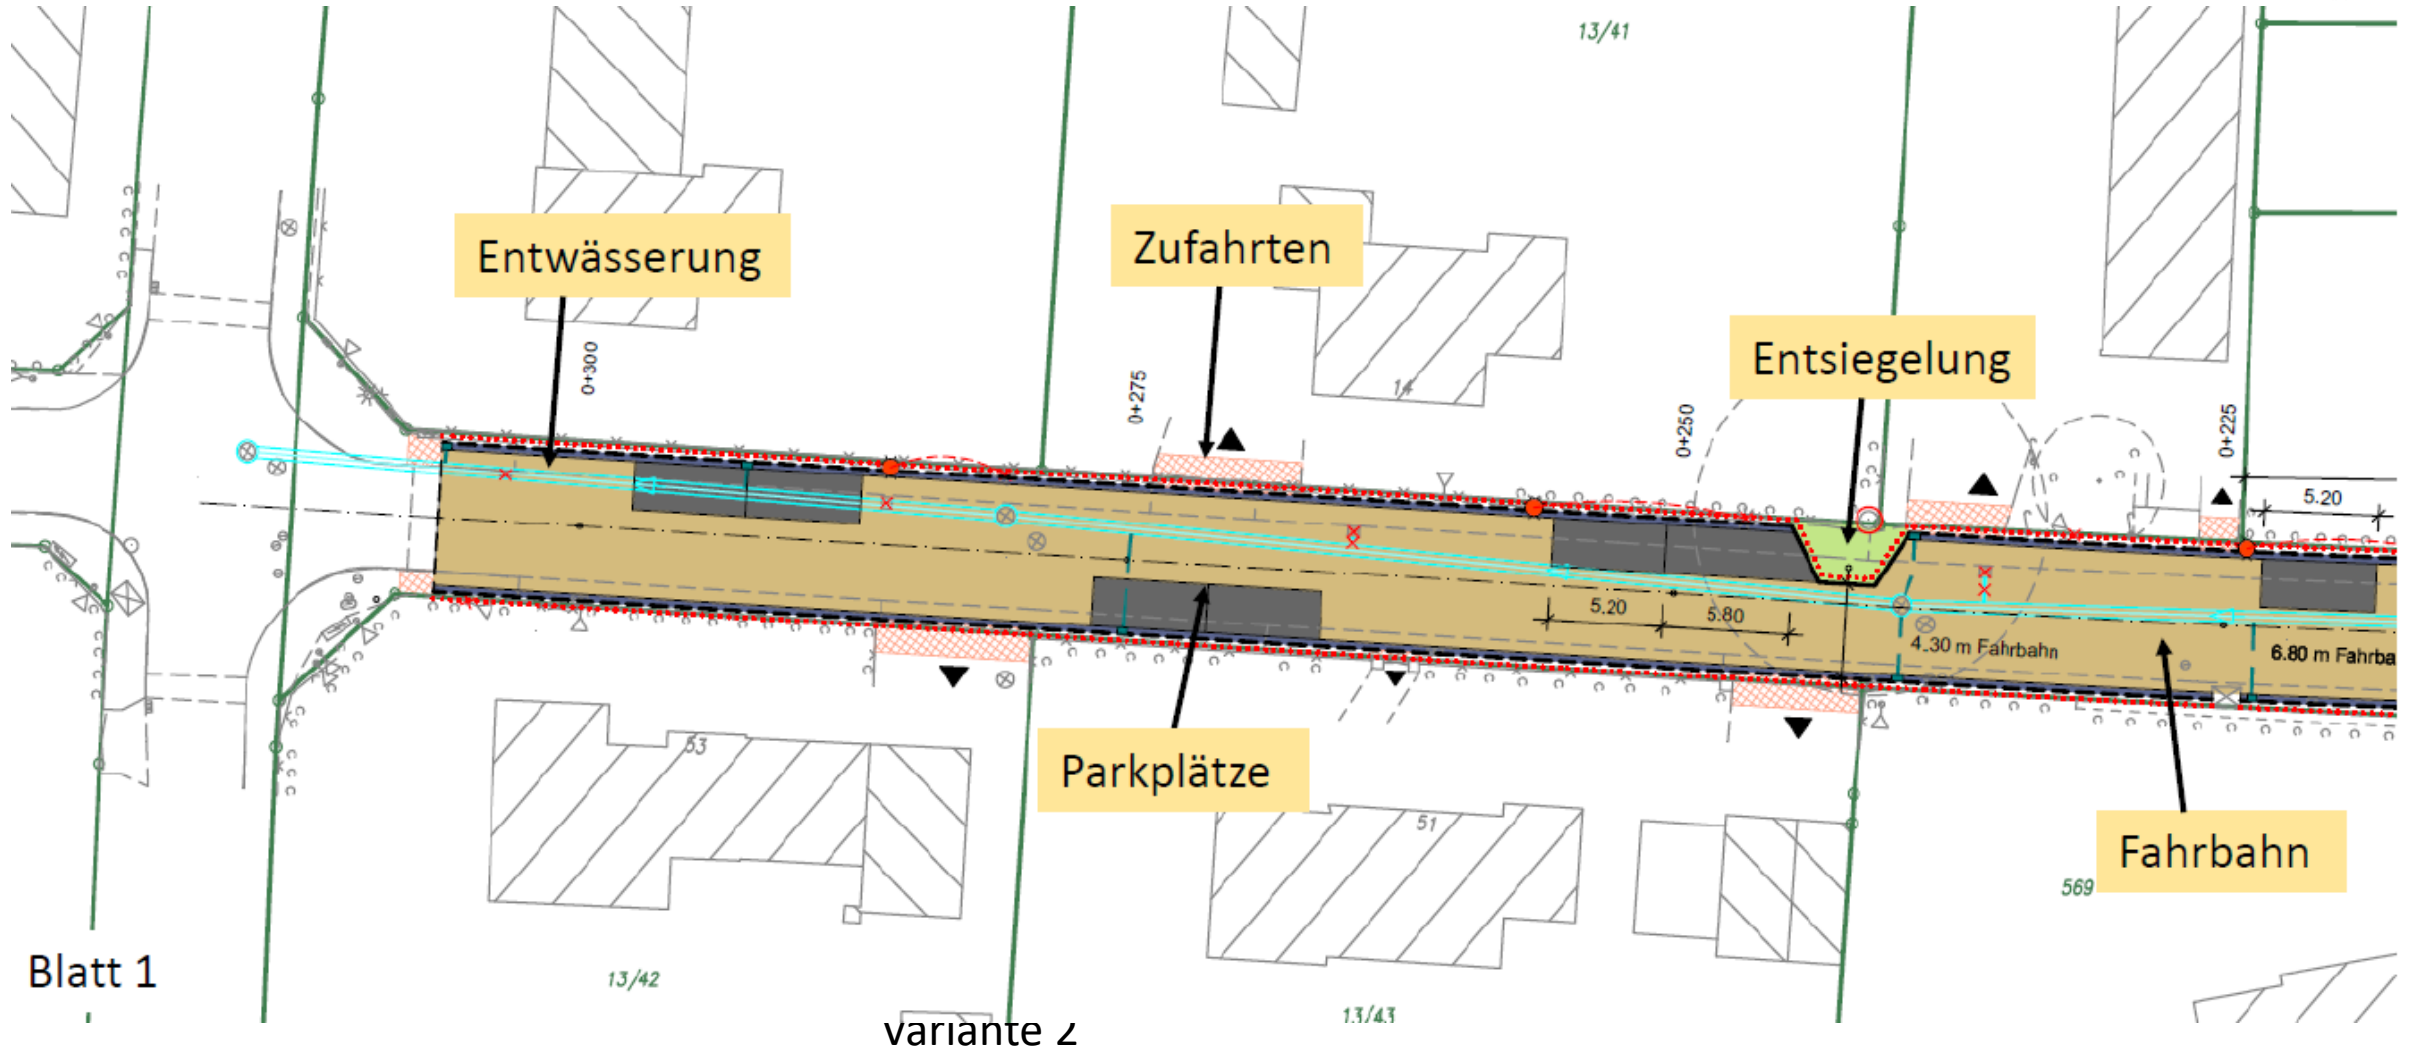 13/41
Entwässerung
Zufahrten
Entsiegelung
0+300
0+275
14
0+250
0+225
5.20
5.20
5.80
4.30 m Fahrbahn
6.80 m Fahrba
Parkplätze
Fahrbahn
53
51
569
Blatt 1
13/42
13/43
Variante 2